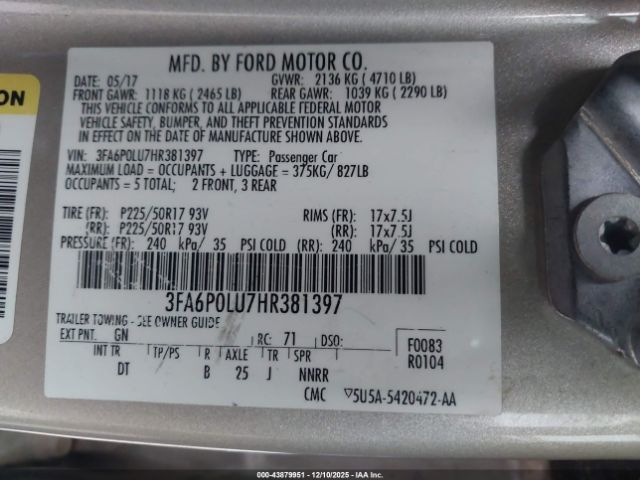 MFD. BY FORD MOTOR CO.
DATE: 05/17 GVWR: 2136 KG ( 4710 LB)
FRONT GAWR: 1118 KG ( 2465 LB) REAR GAWR: 1039 KG ( 2290 LB)
THIS VEHICLE CONFORMS TO ALL APPLICABLE FEDERAL MOTOR
VEHICLE SAFETY, BUMPER, AND THEFT PREVENTION STANDARDS
IN EFFECT ON THE DATE OF MANUFACTURE SHOWN ABOVE.
VIN: 3FA6P0LU7HR381397 TYPE: Passenger Car
MAXIMUM LOAD = OCCUPANTS + LUGGAGE = 375KG/ 827LB
OCCUPANTS = 5 TOTAL; 2 FRONT, 3 REAR
TIRE (FR): P225/50R17 93V RIMS (FR): 17x7.5J
(RR): P225/50R17 93V (RR): 17x7.5J
PRESSURE (FR): 240 kPa/ 35 PSI COLD (RR): 240 kPa/ 35 PSI COLD
3FA6P0LU7HR381397
TRAILER TOWING - SEE OWNER GUIDE
EXT PNT: GN RC: 71 DSO: F0083
INT TR TP/PS R AXLE TR SPR R0104
DT B 25 J NNRR
CMC ▽5U5A-5420472-AA
ON
00-43879951 | 12/10/2025 - IAA, Inc.